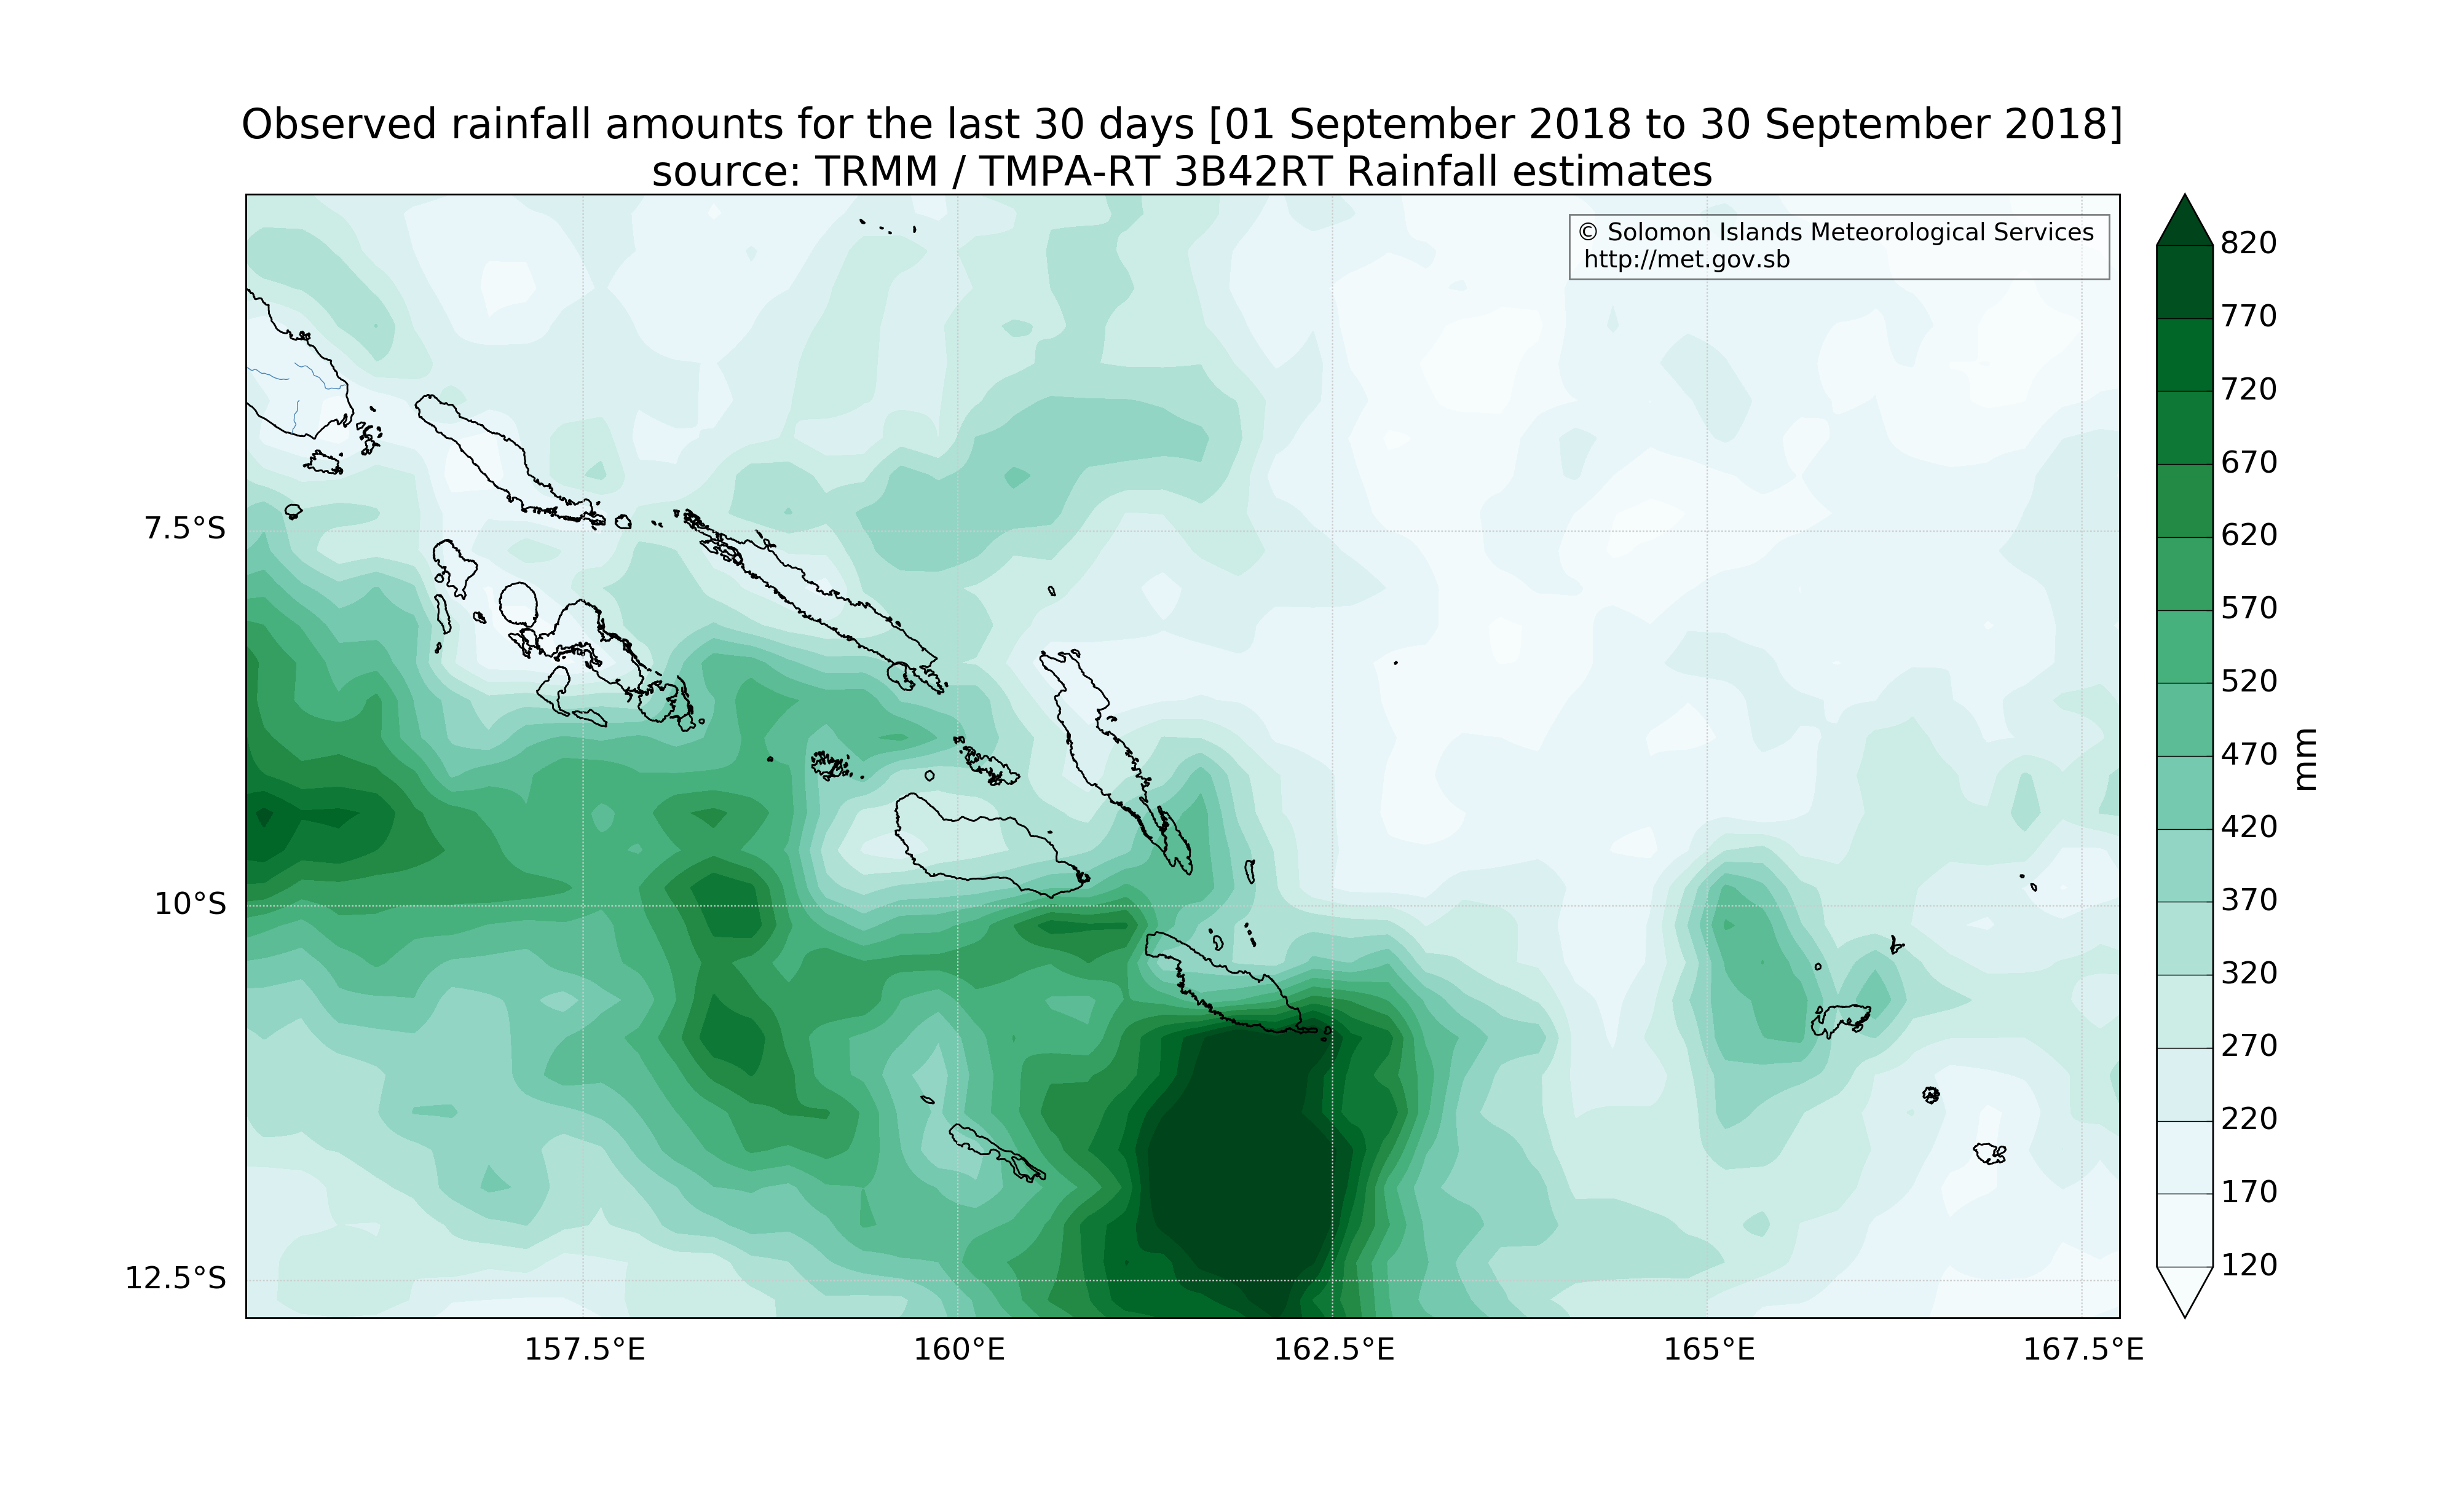 Observed rainfall amounts for the last 30 days [01 September 2018 to 30 September 2018]
source: TRMM / TMPA-RT 3B42RT Rainfall estimates
© Solomon Islands Meteorological Services
http://met.gov.sb
820
770
720
670
620
570
520
470
420
370
320
270
220
170
120
mm
7.5°S
10°S
12.5°S
157.5°E
160°E
162.5°E
165°E
167.5°E